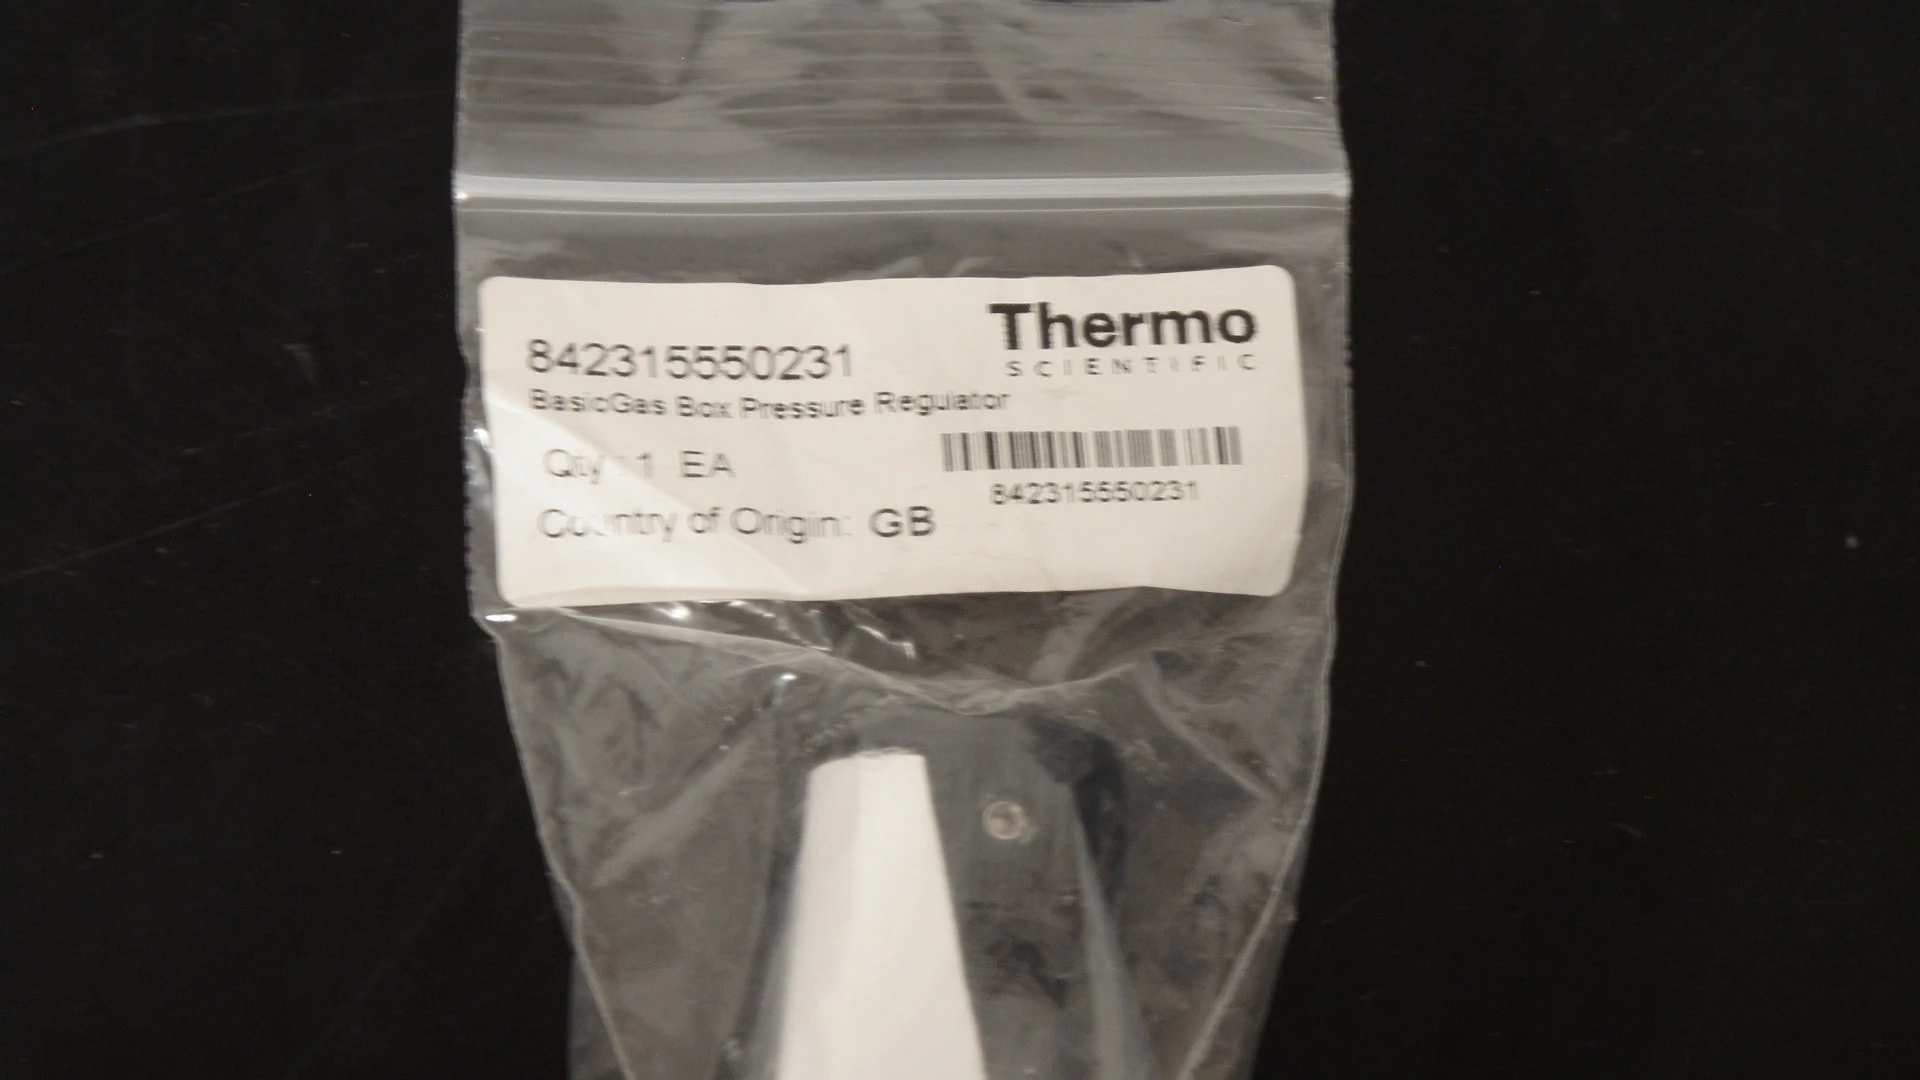 Thermo
SCIENTIFIC
842315550231
BasicGas Box Pressure Regulator
Qty : 1 EA
842315550231
Country of Origin: GB